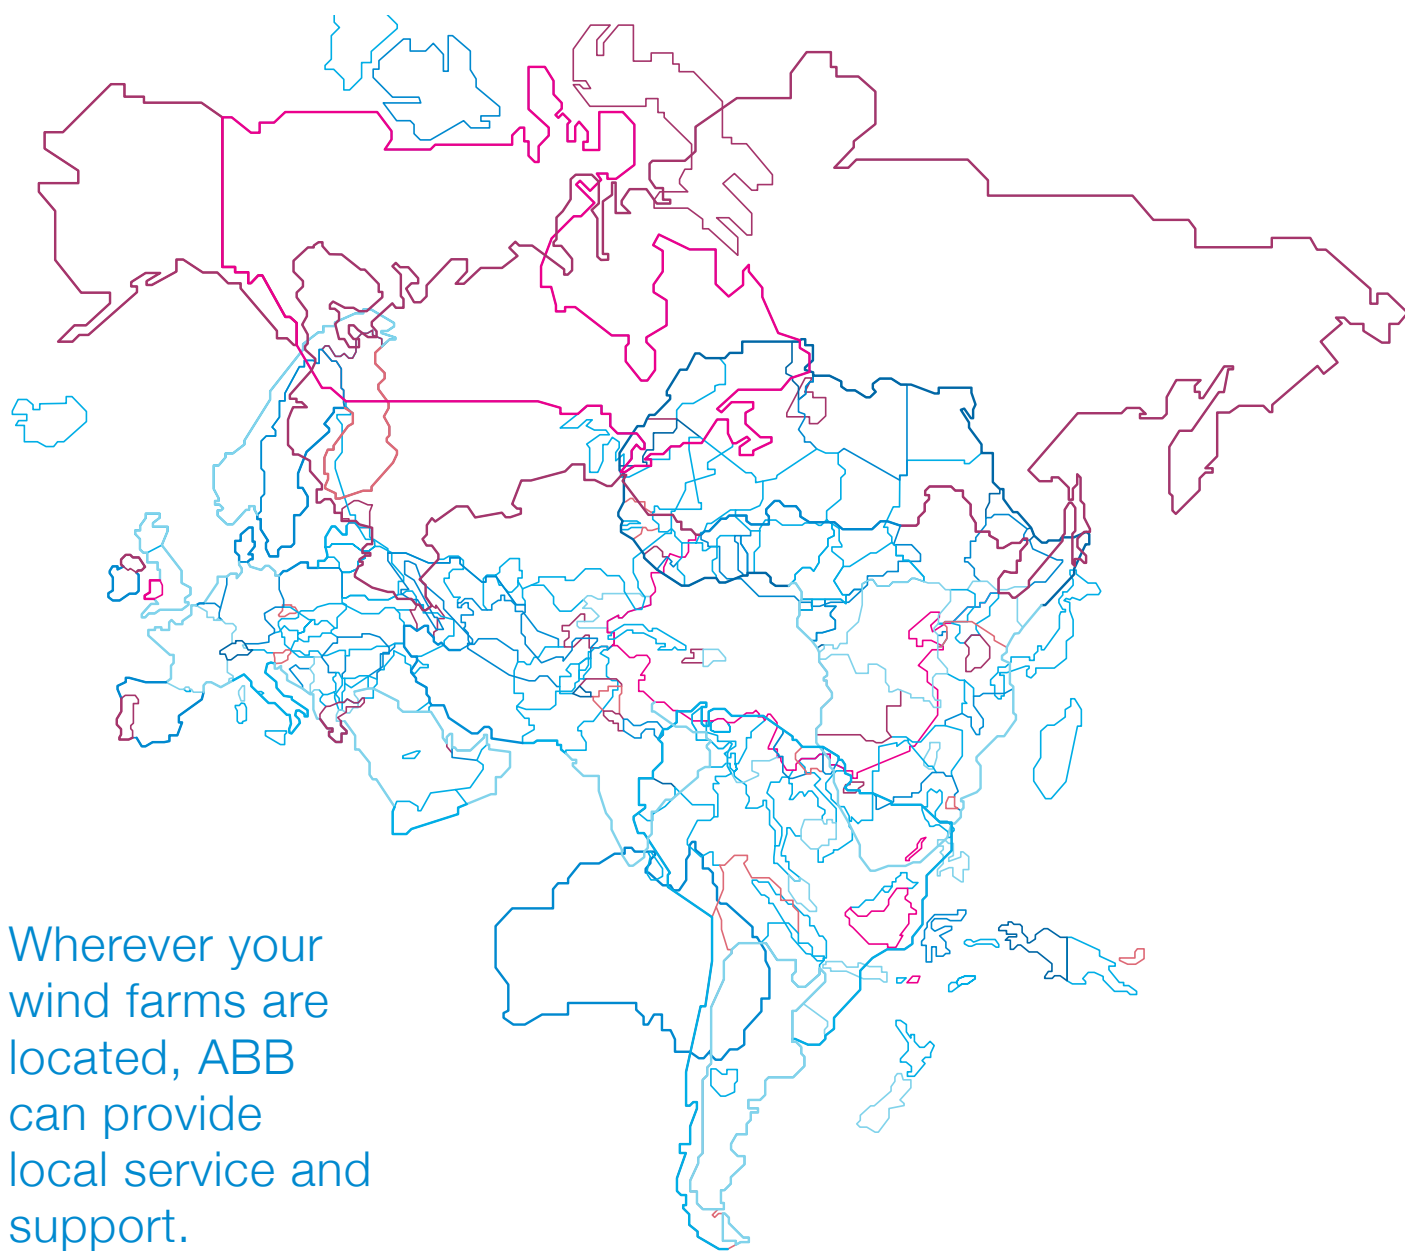 Wherever your
wind farms are
located, ABB
can provide
local service and
support.